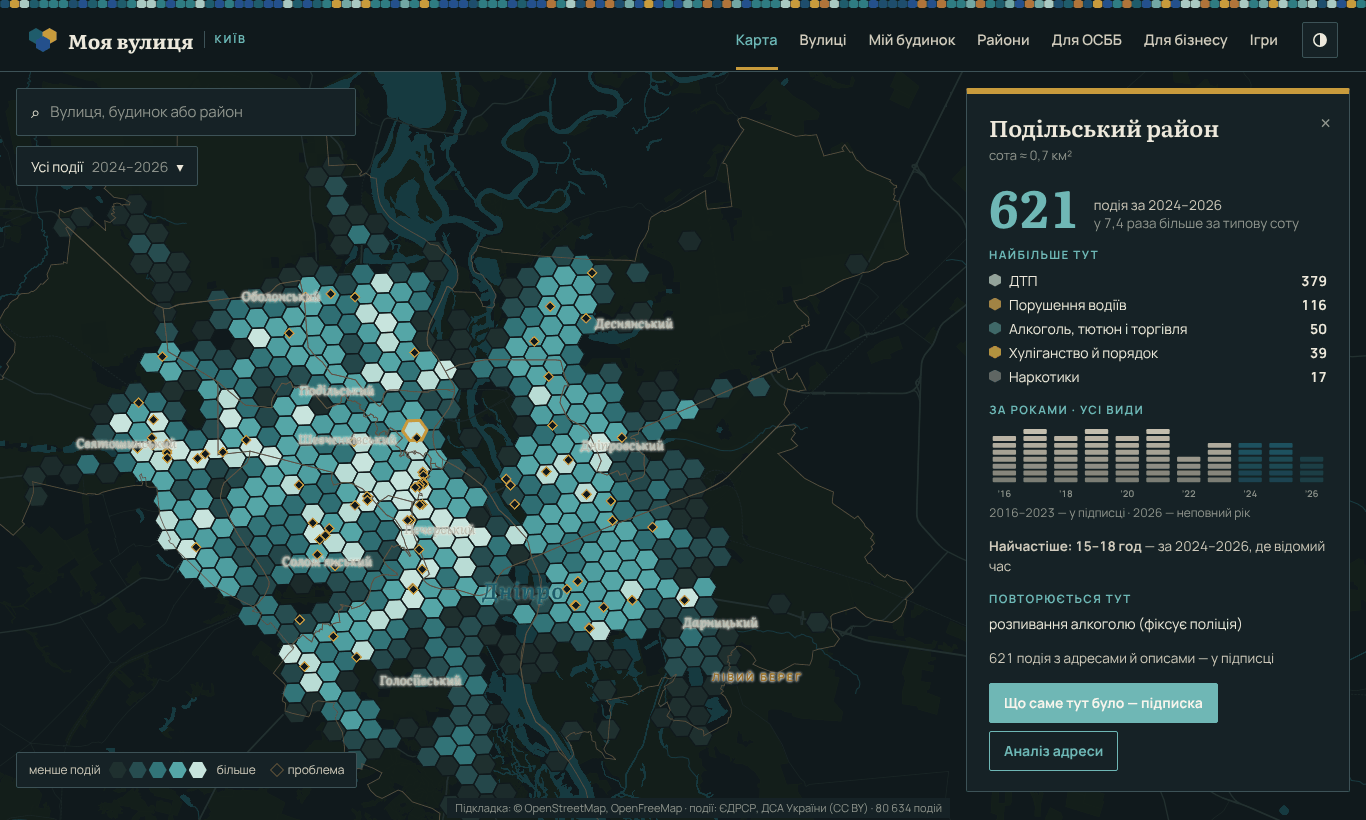 Моя вулиця
КИЇВ
Карта
Вулиці
Мій будинок
Райони
Для ОСББ
Для бізнесу
Ігри
Вулиця, будинок або район
Усі події 2024–2026 ▾
Оболонський
Деснянський
Подільський
Шевченківський
Святошинський
Дніпровський
Печерський
Солом'янський
Дніпро
Дарницький
Голосіївський
ЛІВИЙ БЕРЕГ
менше подій
більше
проблема
Підкладка: © OpenStreetMap, OpenFreeMap · події: ЄДРСР, ДСА України (CC BY) · 80 634 подій
Подільський район
×
сота ≈ 0,7 км²
621
подія за 2024–2026
у 7,4 раза більше за типову соту
НАЙБІЛЬШЕ ТУТ
ДТП 379
Порушення водіїв 116
Алкоголь, тютюн і торгівля 50
Хуліганство й порядок 39
Наркотики 17
ЗА РОКАМИ · УСІ ВИДИ
'16 '18 '20 '22 '24 '26
2016–2023 — у підписці · 2026 — неповний рік
Найчастіше: 15–18 год — за 2024–2026, де відомий
час
ПОВТОРЮЄТЬСЯ ТУТ
розпивання алкоголю (фіксує поліція)
621 подія з адресами й описами — у підписці
Що саме тут було — підписка
Аналіз адреси